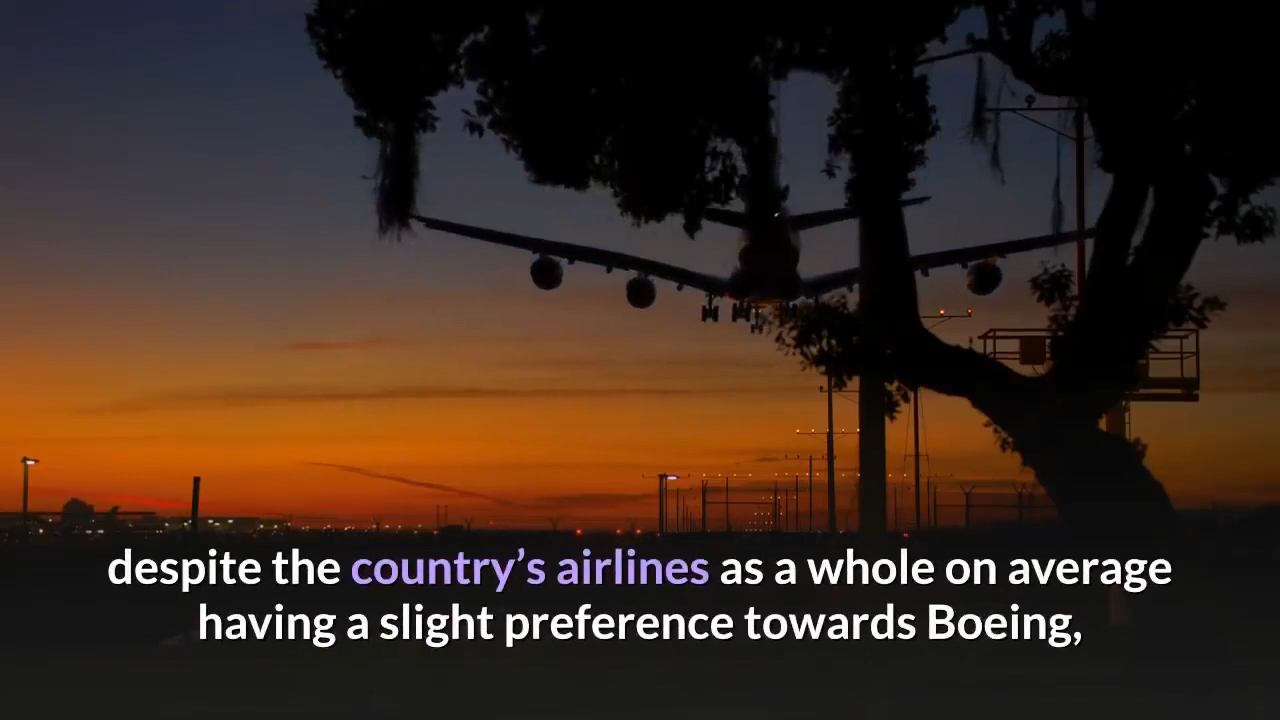 despite the country’s airlines as a whole on average
having a slight preference towards Boeing,